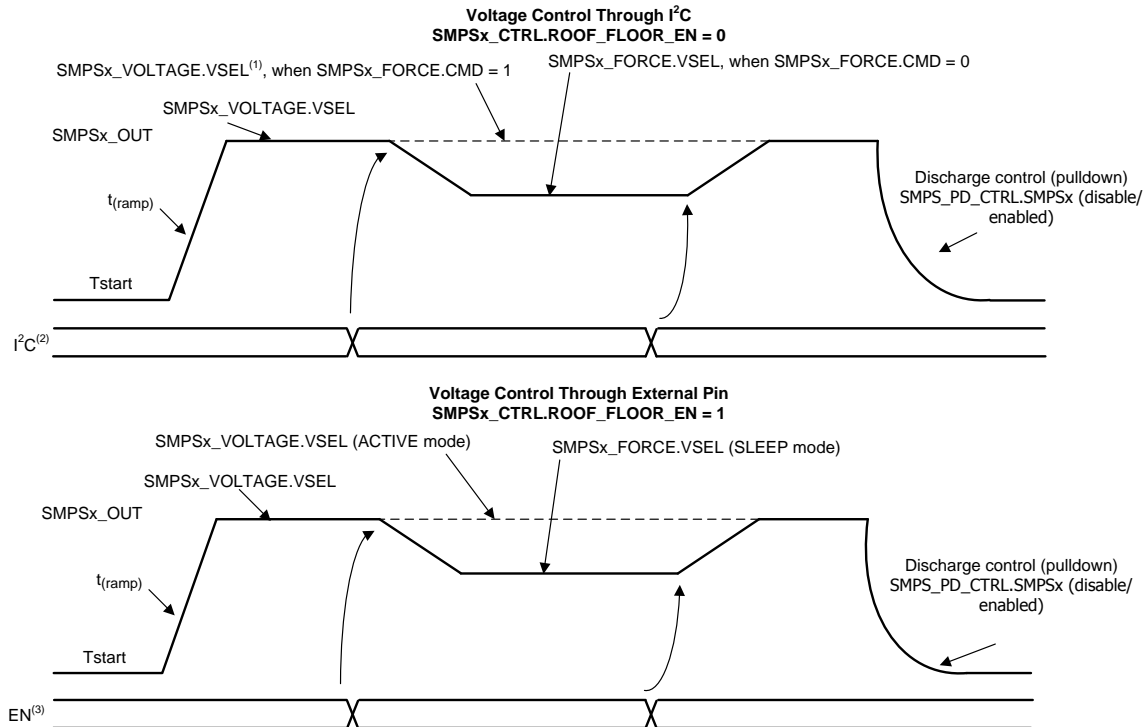 Voltage Control Through I²C
SMPSx_CTRL.ROOF_FLOOR_EN = 0
SMPSx_VOLTAGE.VSEL(1), when SMPSx_FORCE.CMD = 1
SMPSx_FORCE.VSEL, when SMPSx_FORCE.CMD = 0
SMPSx_VOLTAGE.VSEL
SMPSx_OUT
Discharge control (pulldown)
SMPS_PD_CTRL.SMPSx (disable/
enabled)
t(ramp)
Tstart
I²C(2)
Voltage Control Through External Pin
SMPSx_CTRL.ROOF_FLOOR_EN = 1
SMPSx_VOLTAGE.VSEL (ACTIVE mode)
SMPSx_FORCE.VSEL (SLEEP mode)
SMPSx_VOLTAGE.VSEL
SMPSx_OUT
Discharge control (pulldown)
SMPS_PD_CTRL.SMPSx (disable/
enabled)
t(ramp)
Tstart
EN(3)